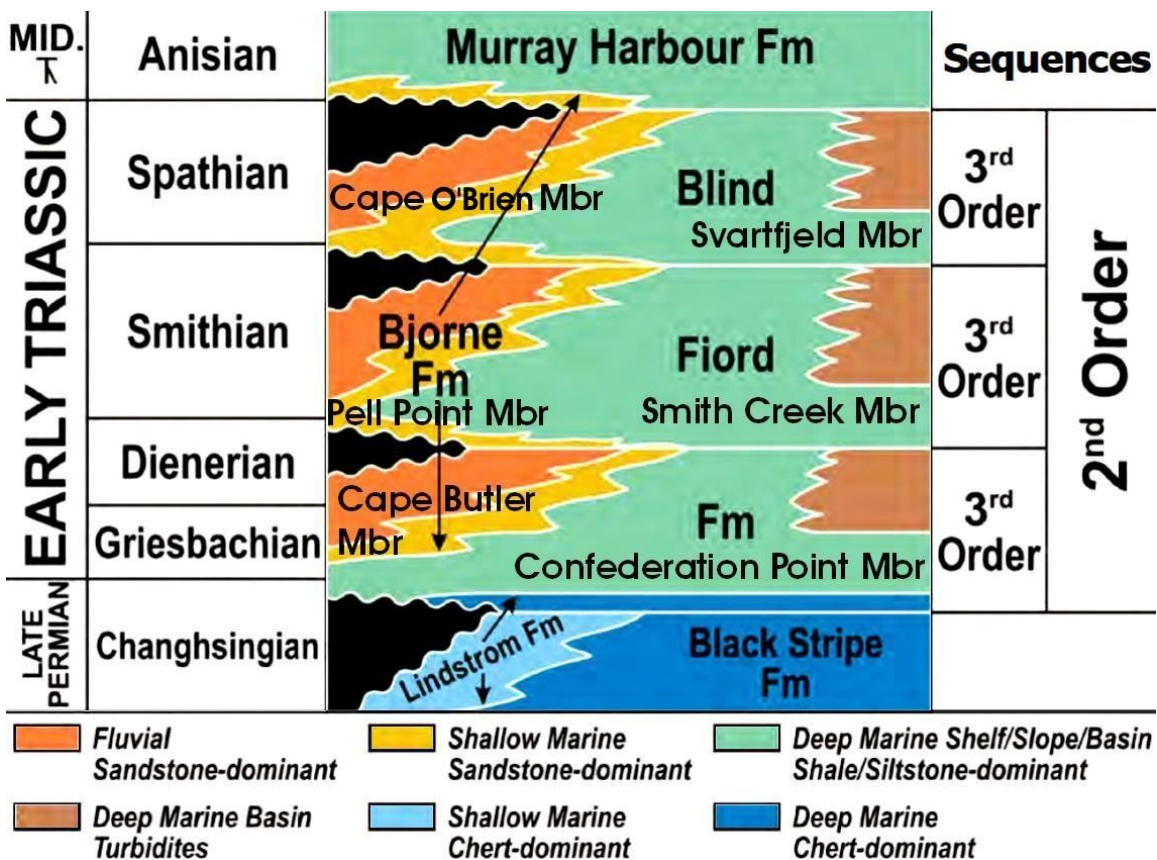 MID.
Ћ
Anisian
Murray Harbour Fm
Sequences
EARLY TRIASSIC
Spathian
Cape O'Brien Mbr
Blind
Svartfjeld Mbr
3rd
Order
Smithian
Bjorne
Fm
Pell Point Mbr
Fiord
Smith Creek Mbr
3rd
Order
2nd Order
Dienerian
Griesbachian
Cape Butler
Mbr
Fm
Confederation Point Mbr
3rd
Order
LATE
PERMIAN
Changhsingian
Lindstrom Fm
Black Stripe
Fm
Fluvial
Sandstone-dominant
Shallow Marine
Sandstone-dominant
Deep Marine Shelf/Slope/Basin
Shale/Siltstone-dominant
Deep Marine Basin
Turbidites
Shallow Marine
Chert-dominant
Deep Marine
Chert-dominant